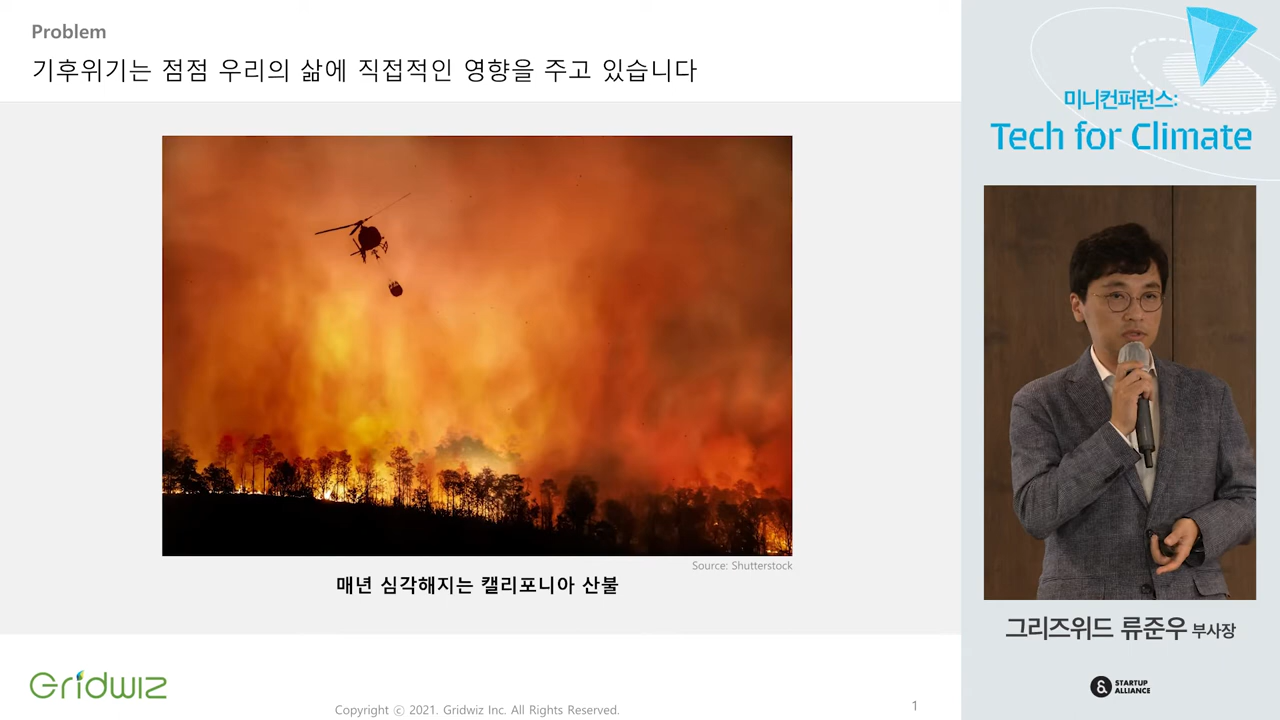 Problem
기후위기는 점점 우리의 삶에 직접적인 영향을 주고 있습니다
Source: Shutterstock
매년 심각해지는 캘리포니아 산불
Gridwiz
Copyright ⓒ 2021. Gridwiz Inc. All Rights Reserved.
1
미니컨퍼런스:
Tech for Climate
그리즈위드 류준우 부사장
STARTUP
ALLIANCE